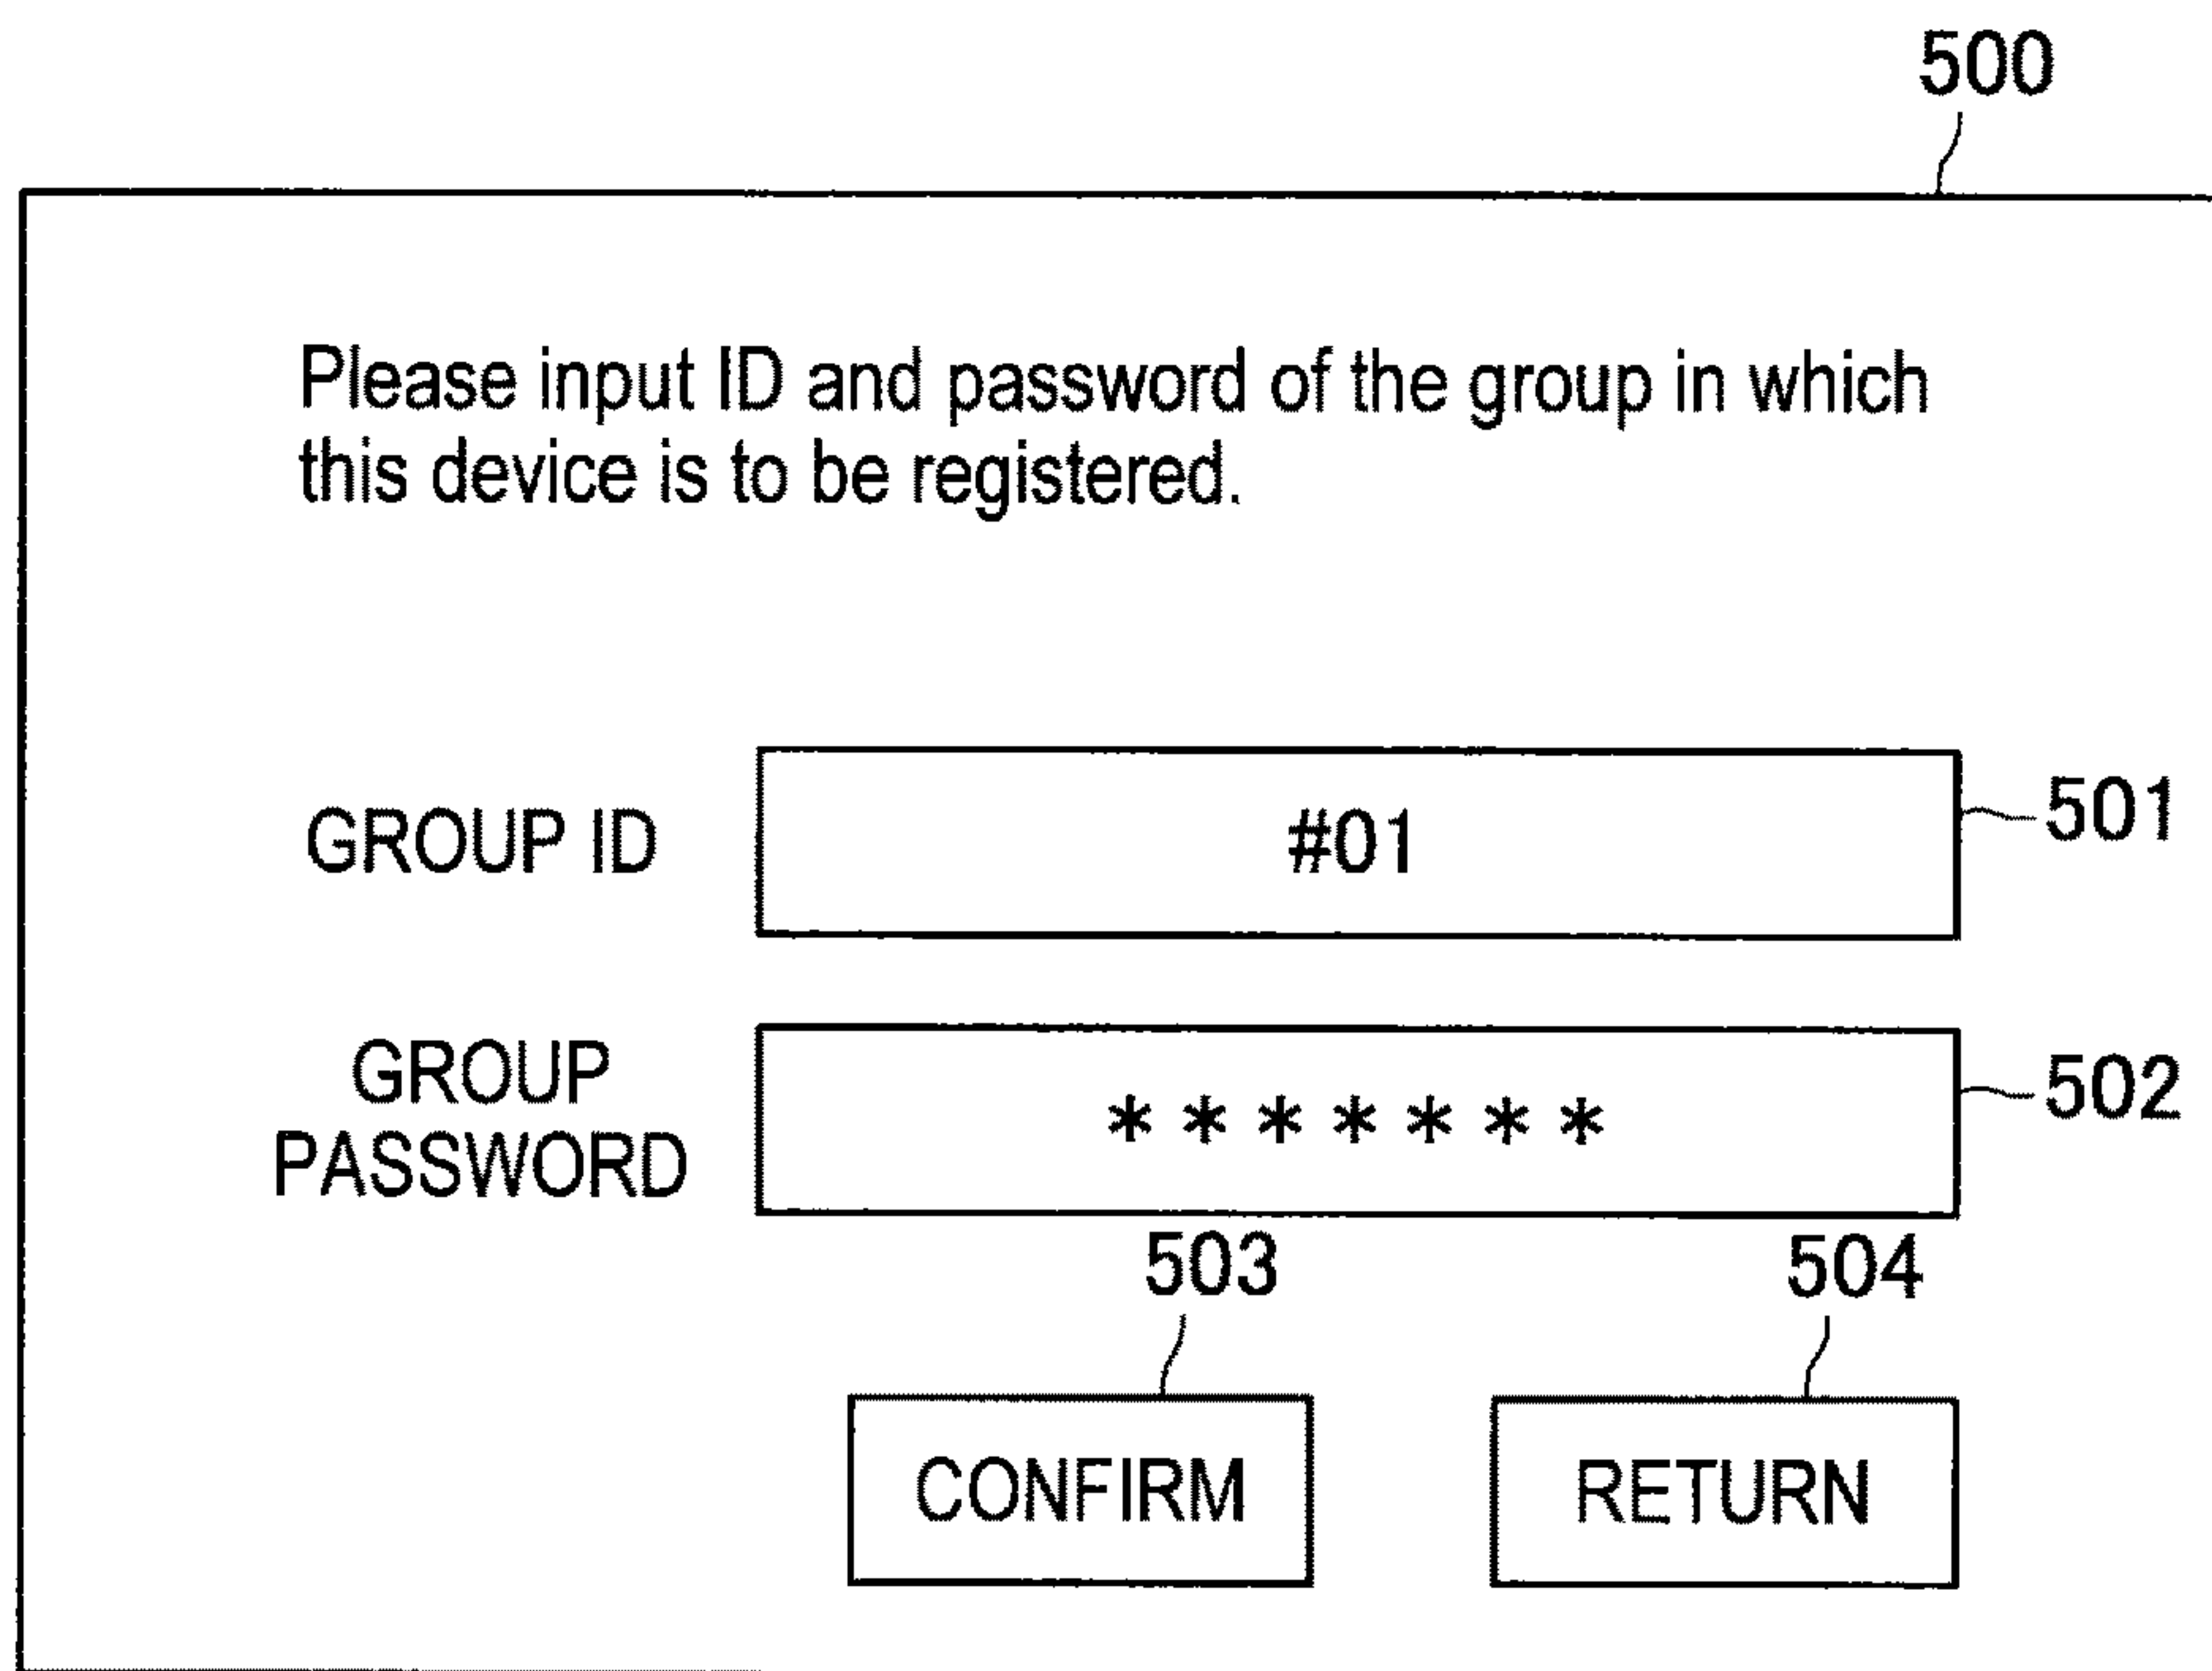 500
Please input ID and password of the group in which
this device is to be registered.
GROUP ID
#01
501
GROUP
PASSWORD
*******
502
503
504
CONFIRM
RETURN